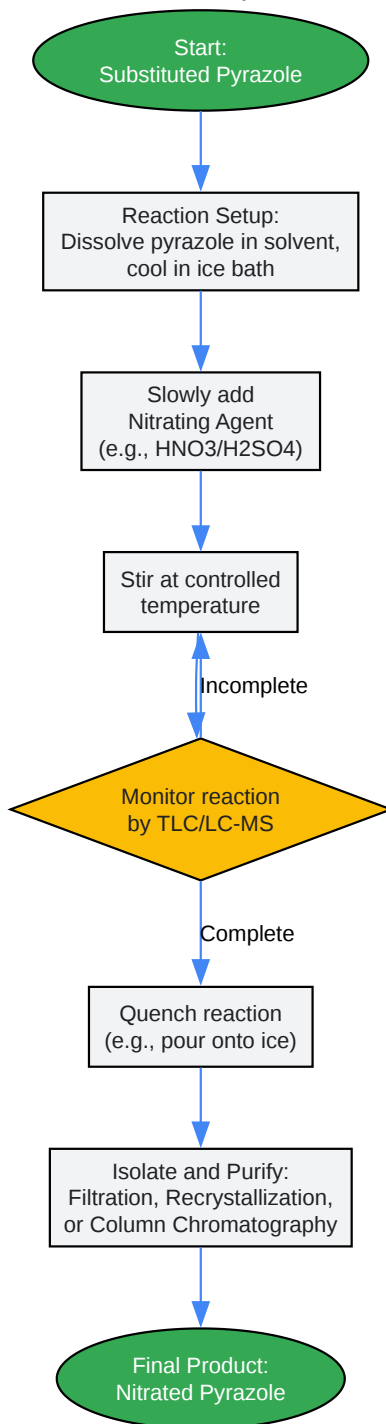 Start:
Substituted Pyrazole
Reaction Setup:
Dissolve pyrazole in solvent,
cool in ice bath
Slowly add
Nitrating Agent
(e.g., HNO3/H2SO4)
Stir at controlled
temperature
Incomplete
Monitor reaction
by TLC/LC-MS
Complete
Quench reaction
(e.g., pour onto ice)
Isolate and Purify:
Filtration, Recrystallization,
or Column Chromatography
Final Product:
Nitrated Pyrazole